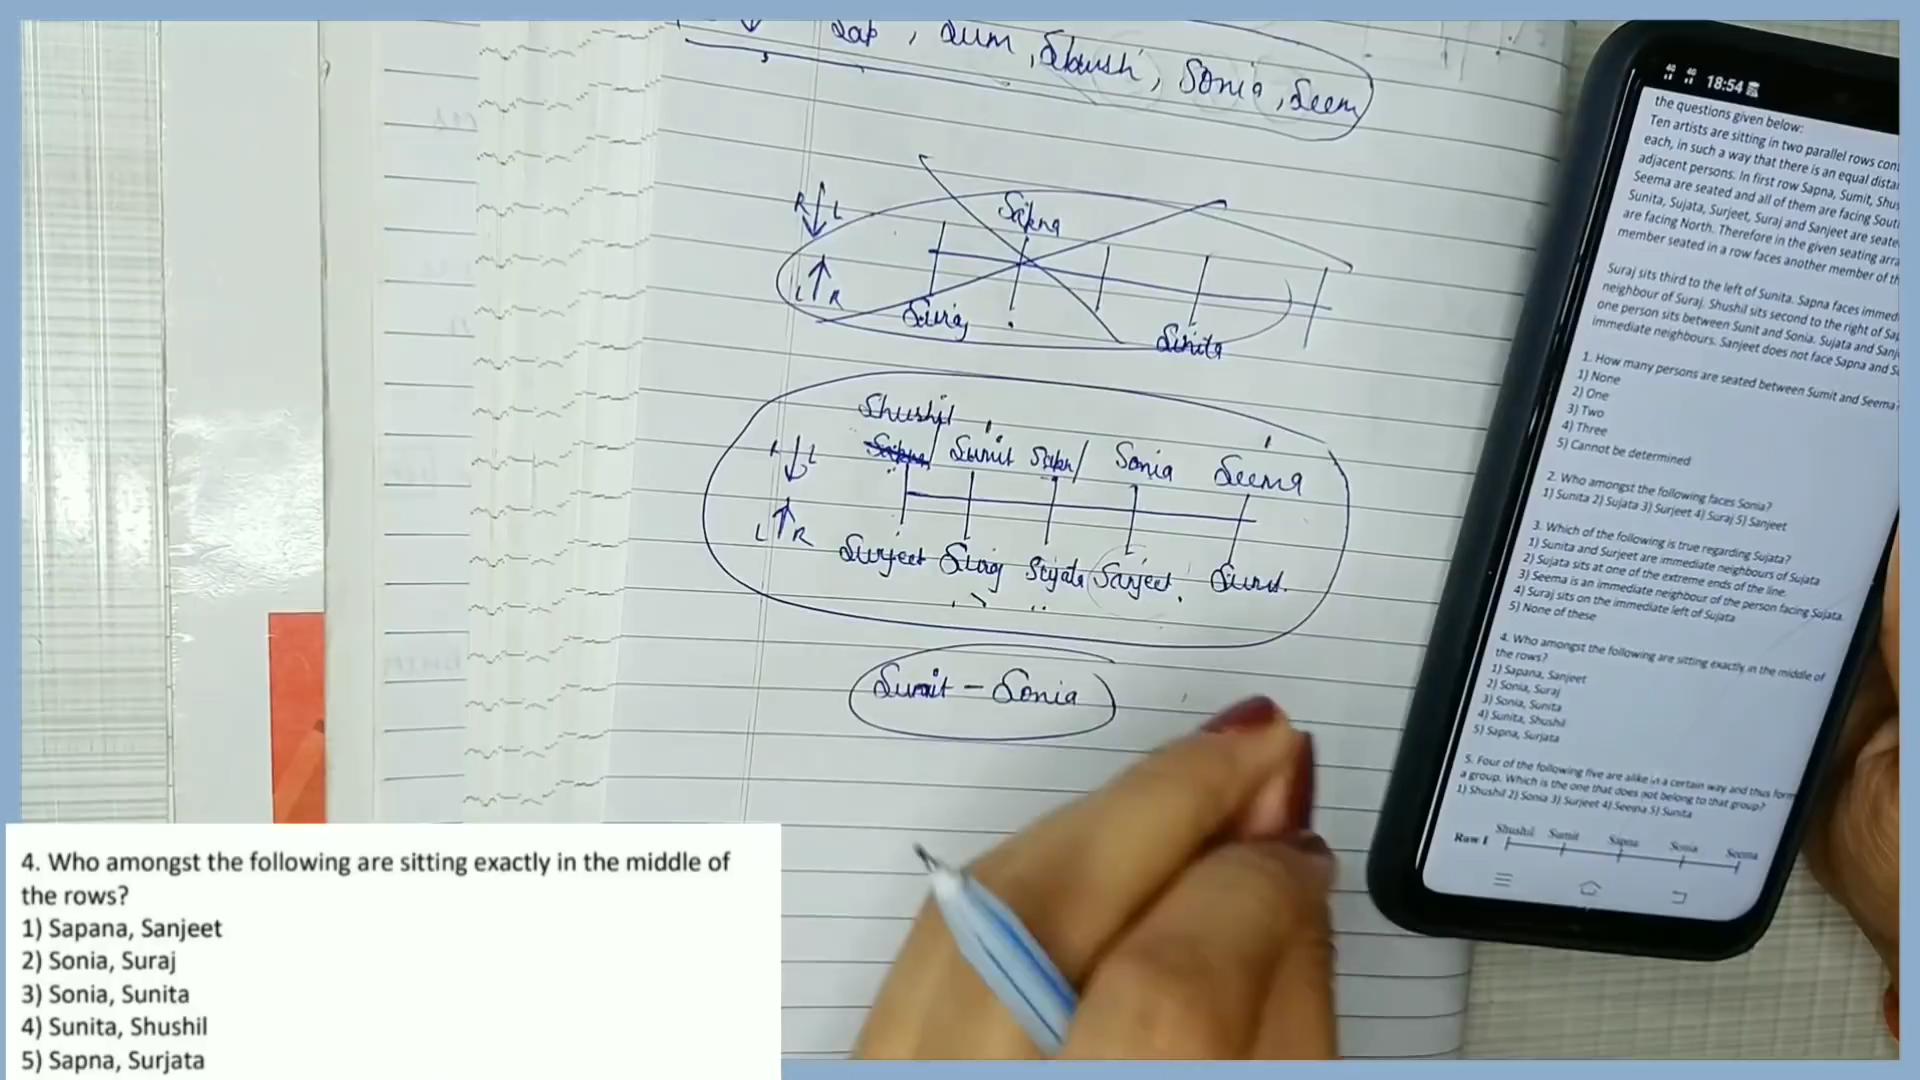 Sap , Sum , Shush , Sonia , Seem
R L
Sapna
L R
Suraj
Sunita
Shushil
L
Sumit Sapn Sonia Seema
L R
Surjeet Suraj Sujata Sanjeet Sunit
Sumit - Sonia
18:54
the questions given below:
Ten artists are sitting in two parallel rows con
each, in such a way that there is an equal dista
adjacent persons. In first row Sapna, Sumit, Shus
Seema are seated and all of them are facing Sout
Sunita, Sujata, Surjeet, Suraj and Sanjeet are seate
are facing North. Therefore in the given seating arra
member seated in a row faces another member of th
Suraj sits third to the left of Sunita. Sapna faces immed
neighbour of Suraj. Shushil sits second to the right of Sap
one person sits between Sunit and Sonia. Sujata and Sanj
immediate neighbours. Sanjeet does not face Sapna and S
1. How many persons are seated between Sumit and Seema?
1) None
2) One
3) Two
4) Three
5) Cannot be determined
2. Who amongst the following faces Sonia?
1) Sunita 2) Sujata 3) Surjeet 4) Suraj 5) Sanjeet
3. Which of the following is true regarding Sujata?
1) Sunita and Surjeet are immediate neighbours of Sujata
2) Sujata sits at one of the extreme ends of the line.
3) Seema is an immediate neighbour of the person facing Sujata.
4) Suraj sits on the immediate left of Sujata
5) None of these
4. Who amongst the following are sitting exactly in the middle of
the rows?
1) Sapana, Sanjeet
2) Sonia, Suraj
3) Sonia, Sunita
4) Sunita, Shushil
5) Sapna, Surjata
5. Four of the following five are alike in a certain way and thus form
a group. Which is the one that does not belong to that group?
1) Shushil 2) Sonia 3) Surjeet 4) Seema 5) Sunita
Row I Shushil Sumit Sapna Sonia Seema
4. Who amongst the following are sitting exactly in the middle of
the rows?
1) Sapana, Sanjeet
2) Sonia, Suraj
3) Sonia, Sunita
4) Sunita, Shushil
5) Sapna, Surjata